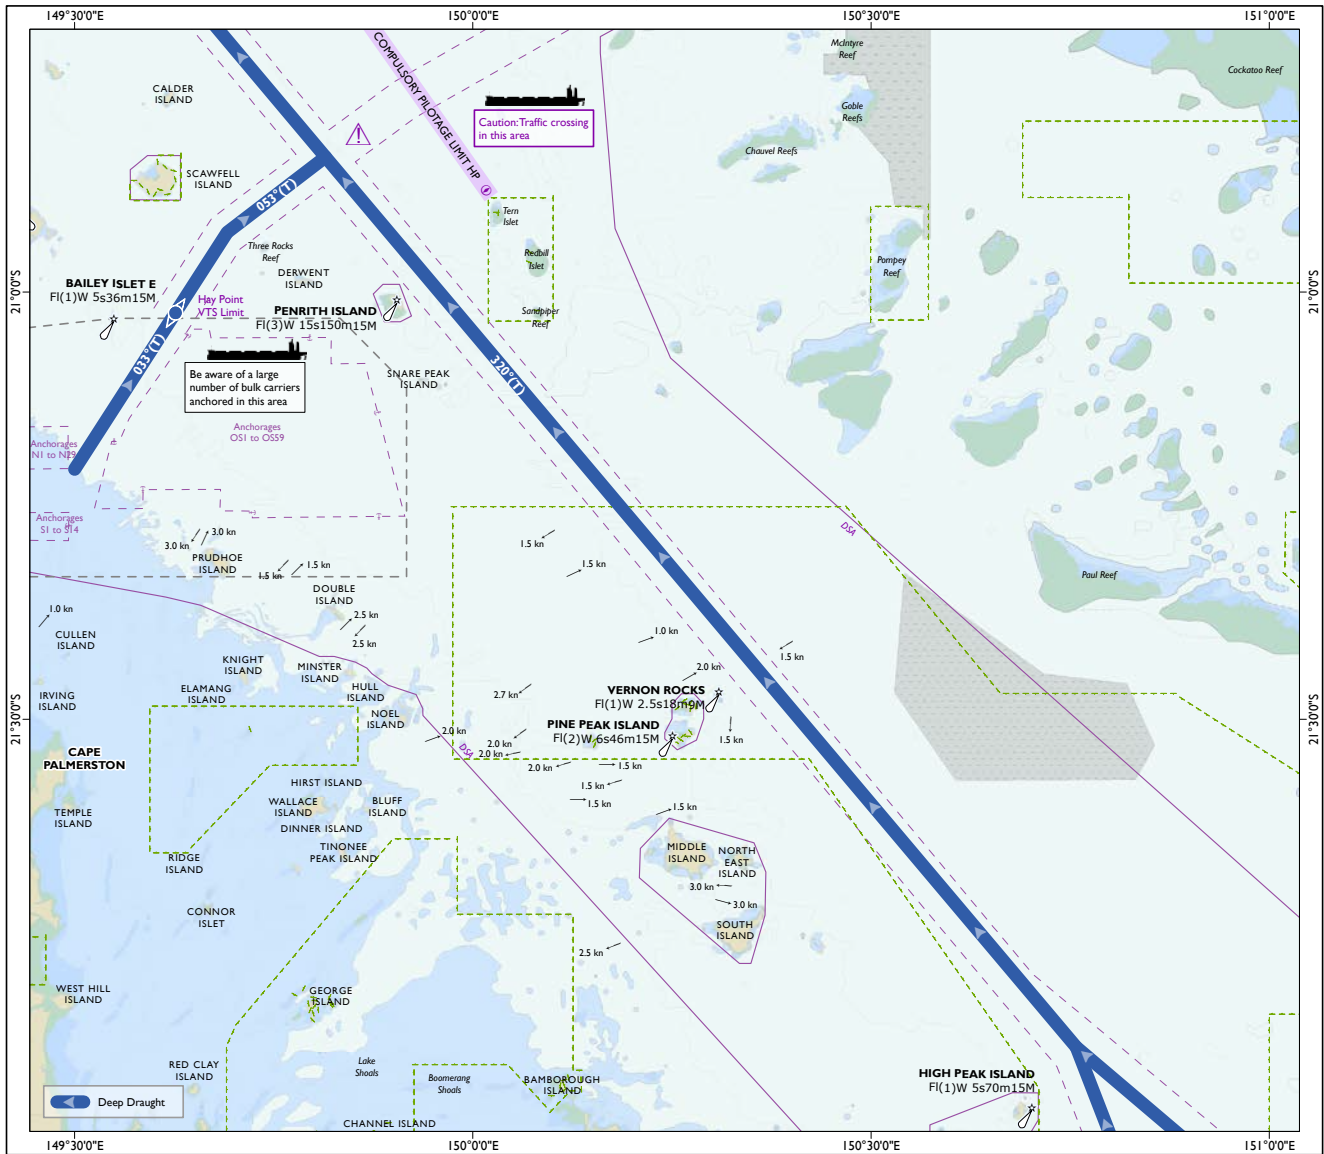 149°30'0"E
150°0'0"E
150°30'0"E
151°0'0"E
COMPULSORY PILOTAGE LIMIT HP
McIntyre
Reef
Cockatoo Reef
CALDER
ISLAND
Goble
Reefs
Caution:Traffic crossing
in this area
Chauvel Reefs
SCAWFELL
ISLAND
053°(T)
Tern
Islet
Three Rocks
Reef
Redbill
Islet
Pompey
Reef
DERWENT
ISLAND
BAILEY ISLET E
Fl(1)W 5s36m15M
Hay Point
VTS Limit
PENRITH ISLAND
Fl(3)W 15s150m15M
Sandpiper
Reef
21°0'0"S
21°0'0"S
033°(T)
Be aware of a large
number of bulk carriers
anchored in this area
SNARE PEAK
ISLAND
320°(T)
Anchorages
OS1 to OS59
Anchorages
N1 to N29
Anchorages
S1 to S14
DSA
3.0 kn
3.0 kn
PRUDHOE
ISLAND
1.5 kn
1.5 kn
1.5 kn
1.5 kn
Paul Reef
DOUBLE
ISLAND
1.0 kn
2.5 kn
2.5 kn
CULLEN
ISLAND
1.0 kn
1.5 kn
KNIGHT
ISLAND
MINSTER
ISLAND
2.0 kn
IRVING
ISLAND
ELAMANG
ISLAND
HULL
ISLAND
2.7 kn
VERNON ROCKS
Fl(1)W 2.5s18m9M
NOEL
ISLAND
21°30'0"S
21°30'0"S
PINE PEAK ISLAND
Fl(2)W 6s46m15M
2.0 kn
DSA
2.0 kn
2.0 kn
1.5 kn
CAPE
PALMERSTON
2.0 kn
1.5 kn
HIRST ISLAND
1.5 kn
1.5 kn
WALLACE
ISLAND
BLUFF
ISLAND
1.5 kn
TEMPLE
ISLAND
DINNER ISLAND
TINONEE
PEAK ISLAND
MIDDLE
ISLAND
NORTH
EAST
ISLAND
RIDGE
ISLAND
3.0 kn
3.0 kn
CONNOR
ISLET
SOUTH
ISLAND
2.5 kn
WEST HILL
ISLAND
GEORGE
ISLAND
RED CLAY
ISLAND
Lake
Shoals
Boomerang
Shoals
BAMBOROUGH
ISLAND
HIGH PEAK ISLAND
Fl(1)W 5s70m15M
Deep Draught
CHANNEL ISLAND
149°30'0"E
150°0'0"E
150°30'0"E
151°0'0"E